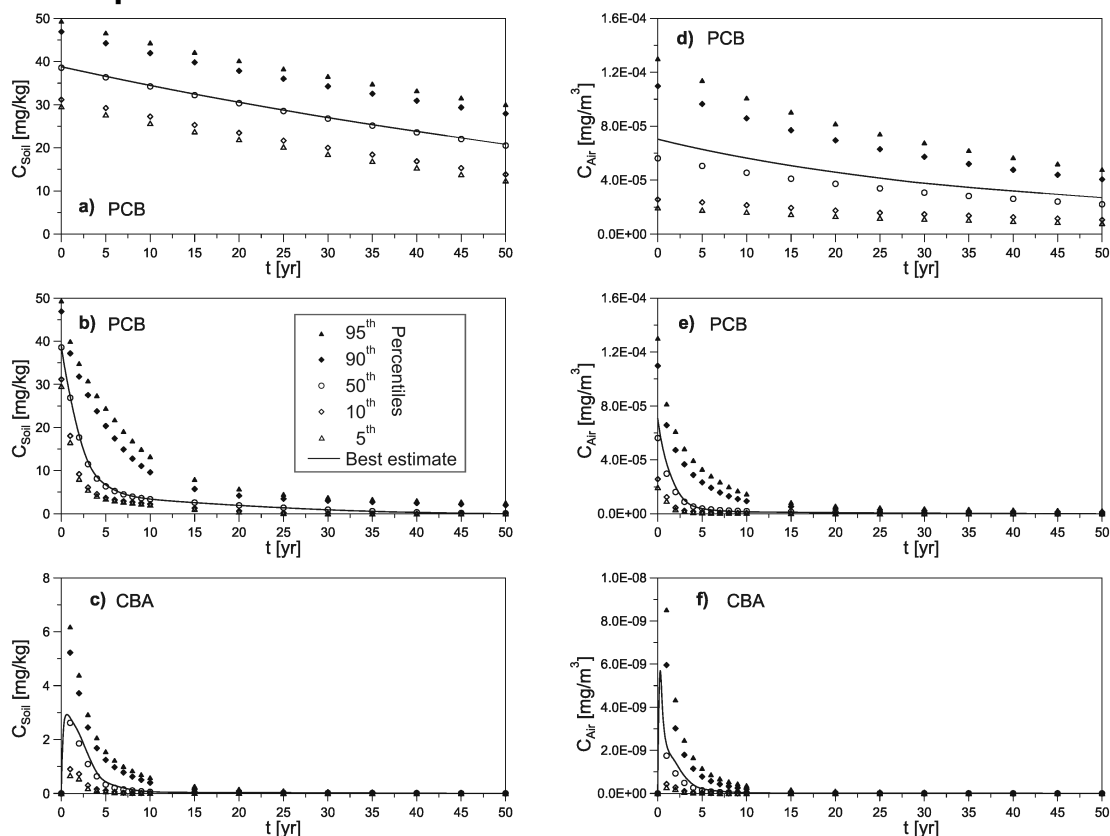 50
40
30
20
10
0
C_Soil [mg/kg]
a) PCB
0 5 10 15 20 25 30 35 40 45 50
t [yr]
1.6E-04
1.2E-04
8.0E-05
4.0E-05
0.0E+00
C_Air [mg/m³]
d) PCB
0 5 10 15 20 25 30 35 40 45 50
t [yr]
50
40
30
20
10
0
C_Soil [mg/kg]
b) PCB
95th
90th
50th
10th
5th
Percentiles
Best estimate
0 5 10 15 20 25 30 35 40 45 50
t [yr]
1.6E-04
1.2E-04
8.0E-05
4.0E-05
0.0E+00
C_Air [mg/m³]
e) PCB
0 5 10 15 20 25 30 35 40 45 50
t [yr]
8
6
4
2
0
C_Soil [mg/kg]
c) CBA
0 5 10 15 20 25 30 35 40 45 50
t [yr]
1.0E-08
8.0E-09
6.0E-09
4.0E-09
2.0E-09
0.0E+00
C_Air [mg/m³]
f) CBA
0 5 10 15 20 25 30 35 40 45 50
t [yr]